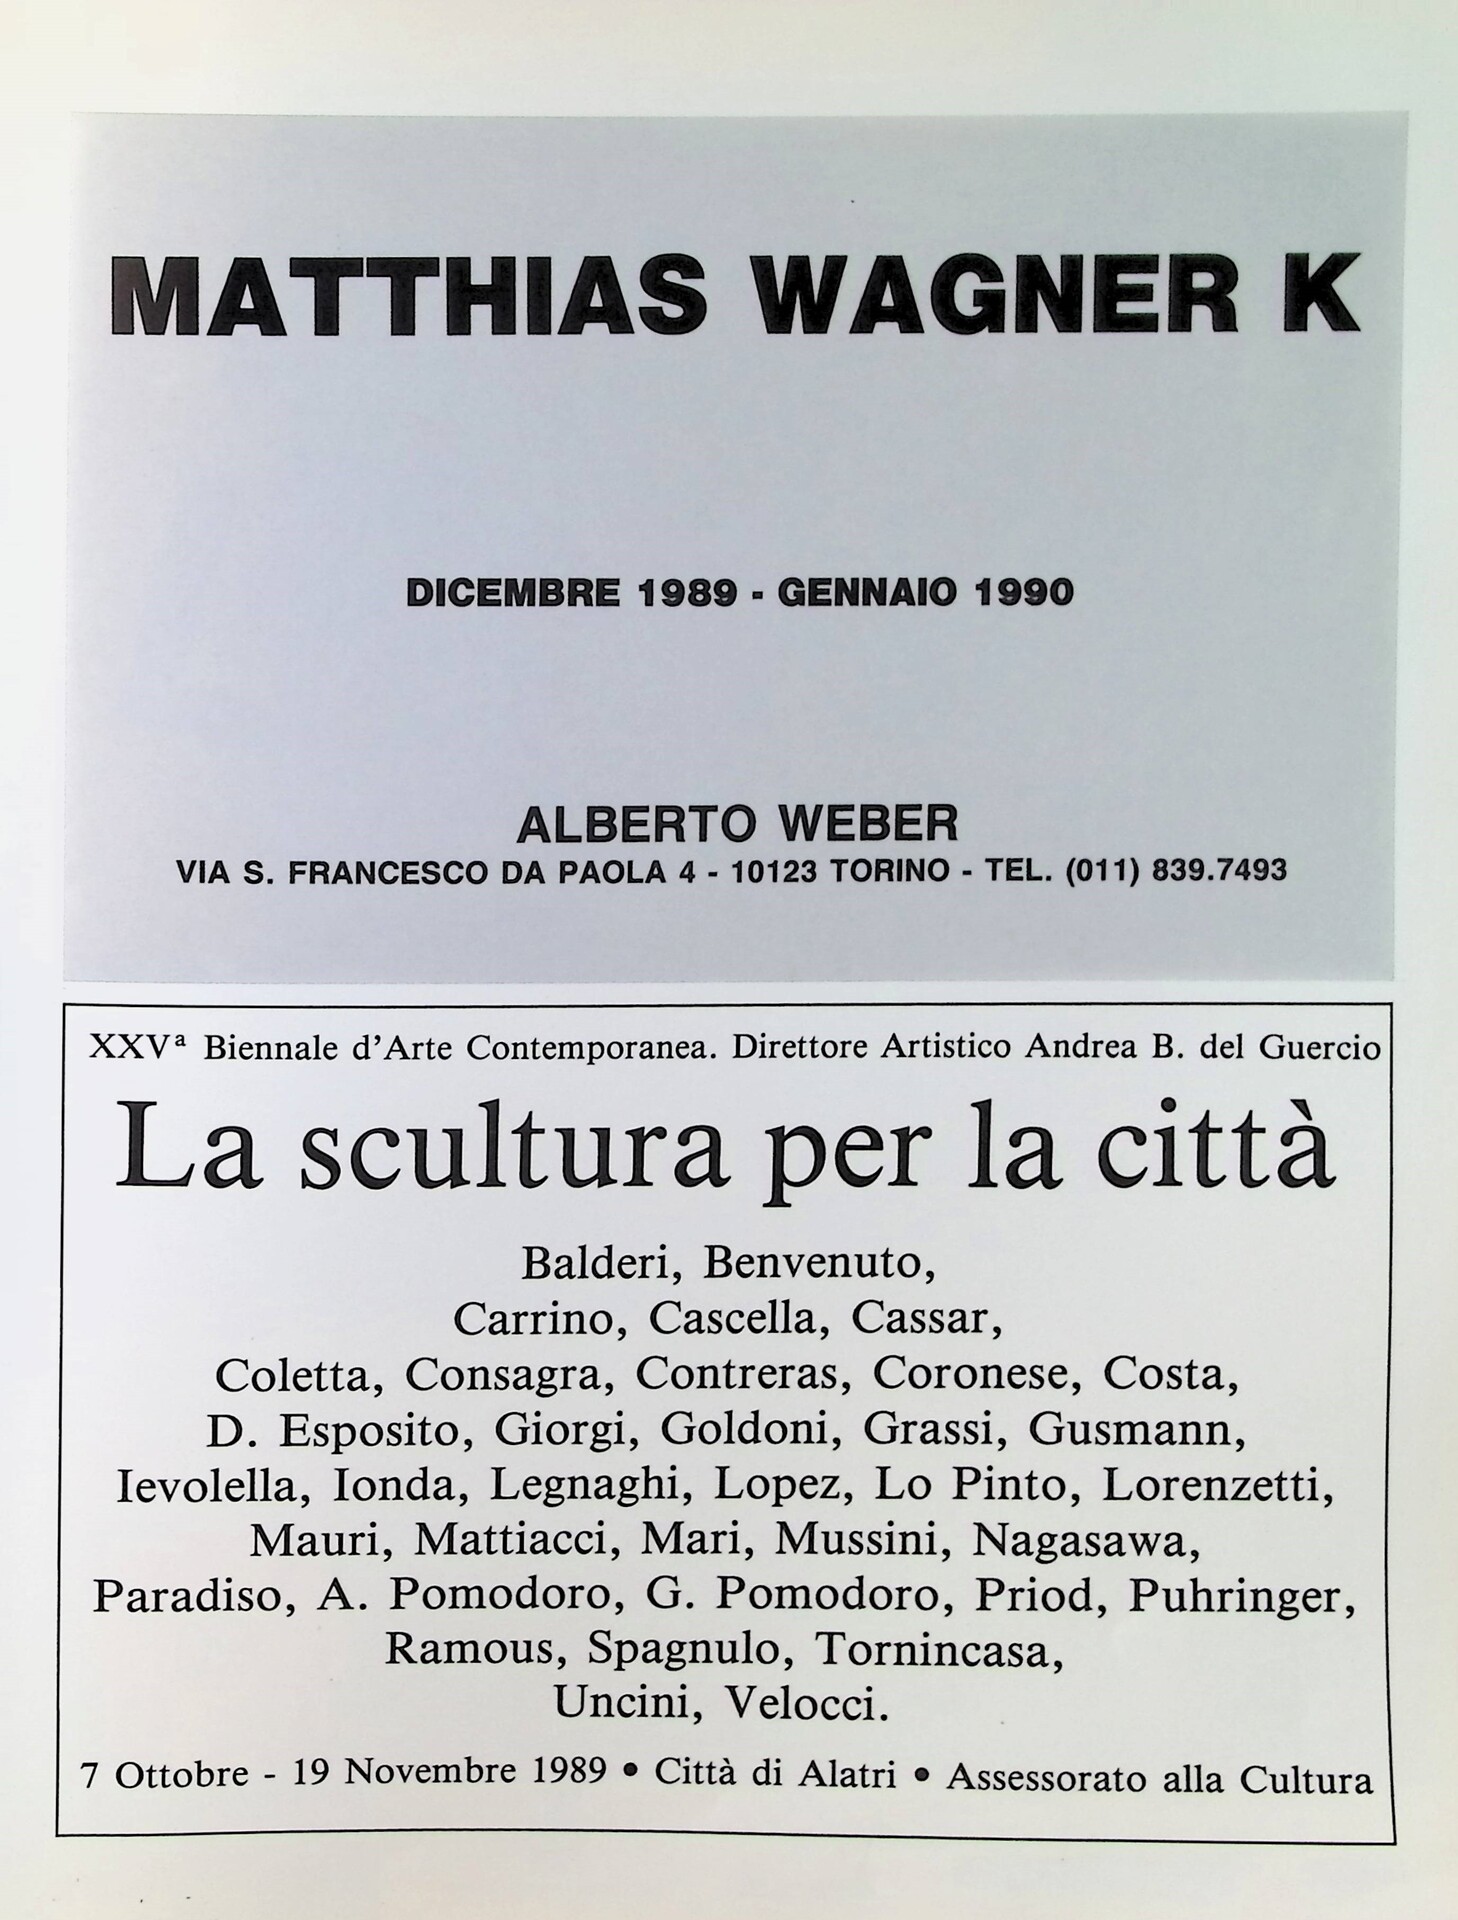 MATTHIAS WAGNER K
DICEMBRE 1989 - GENNAIO 1990
ALBERTO WEBER
VIA S. FRANCESCO DA PAOLA 4 - 10123 TORINO - TEL. (011) 839.7493
XXVª Biennale d'Arte Contemporanea. Direttore Artistico Andrea B. del Guercio
La scultura per la città
Balderi, Benvenuto,
Carrino, Cascella, Cassar,
Coletta, Consagra, Contreras, Coronese, Costa,
D. Esposito, Giorgi, Goldoni, Grassi, Gusmann,
Ievolella, Ionda, Legnaghi, Lopez, Lo Pinto, Lorenzetti,
Mauri, Mattiacci, Mari, Mussini, Nagasawa,
Paradiso, A. Pomodoro, G. Pomodoro, Priod, Puhringer,
Ramous, Spagnulo, Tornincasa,
Uncini, Velocci.
7 Ottobre - 19 Novembre 1989 • Città di Alatri • Assessorato alla Cultura